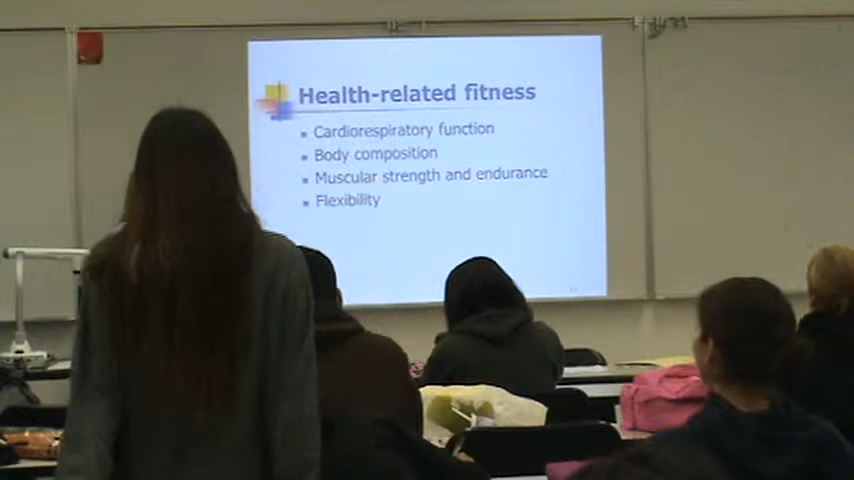 Health-related fitness
Cardiorespiratory function
Body composition
Muscular strength and endurance
Flexibility